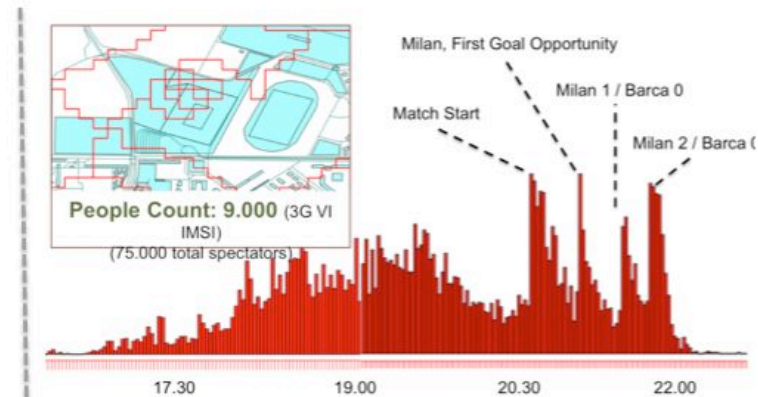 Milan, First Goal Opportunity
Milan 1 / Barca 0
Match Start
Milan 2 / Barca
People Count: 9.000 (3G VI
IMSI)
(75.000 total spectators)
17.30 19.00 20.30 22.00